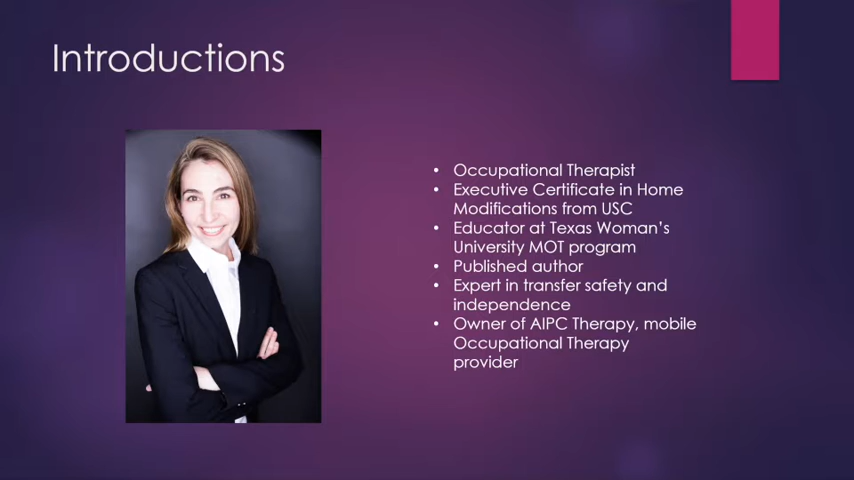 Introductions
• Occupational Therapist
• Executive Certificate in Home
Modifications from USC
• Educator at Texas Woman’s
University MOT program
• Published author
• Expert in transfer safety and
independence
• Owner of AIPC Therapy, mobile
Occupational Therapy
provider